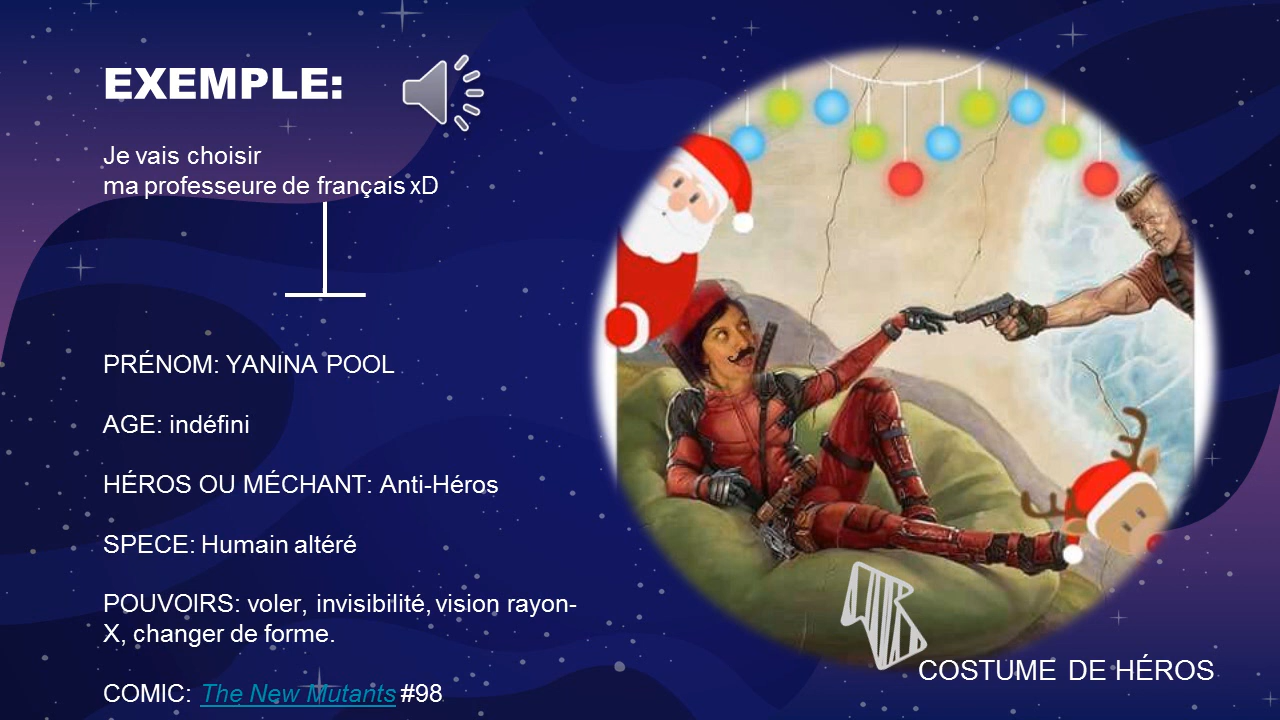 EXEMPLE:
Je vais choisir
ma professeure de français xD
PRÉNOM: YANINA POOL
AGE: indéfini
HÉROS OU MÉCHANT: Anti-Héros
SPECE: Humain altéré
POUVOIRS: voler, invisibilité, vision rayon-
X, changer de forme.
COMIC: The New Mutants #98
COSTUME DE HÉROS